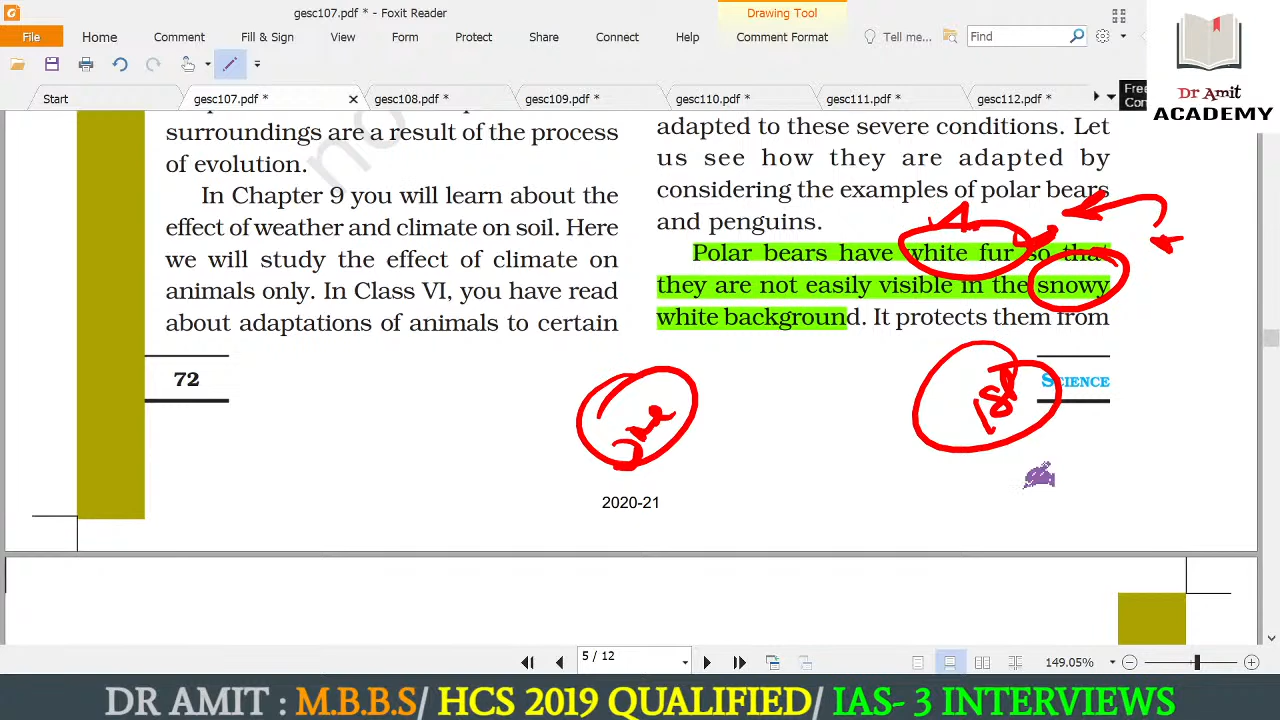 gesc107.pdf * - Foxit Reader
Drawing Tool
File
Home
Comment
Fill & Sign
View
Form
Protect
Share
Connect
Help
Comment Format
Tell me...
Find
Start
gesc107.pdf *
gesc108.pdf *
gesc109.pdf *
gesc110.pdf *
gesc111.pdf *
gesc112.pdf *
Dr Amit
ACADEMY
surroundings are a result of the process
of evolution.
In Chapter 9 you will learn about the
effect of weather and climate on soil. Here
we will study the effect of climate on
animals only. In Class VI, you have read
about adaptations of animals to certain
72
adapted to these severe conditions. Let
us see how they are adapted by
considering the examples of polar bears
and penguins.
Polar bears have white fur so that
they are not easily visible in the snowy
white background. It protects them from
SCIENCE
2020-21
5 / 12
149.05%
DR AMIT : M.B.B.S/ HCS 2019 QUALIFIED/ IAS- 3 INTERVIEWS